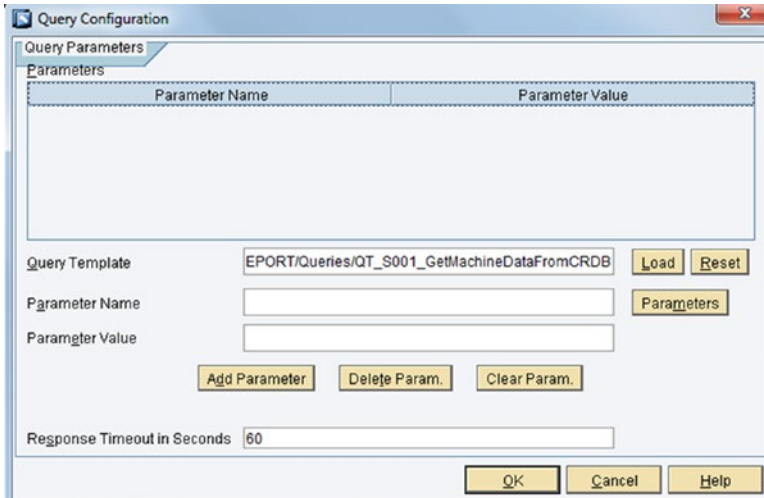 Query Configuration
Query Parameters
Parameters
Parameter Name Parameter Value
Query Template EPORT/Queries/QT_S001_GetMachineDataFromCRDB Load Reset
Parameter Name Parameters
Parameter Value
Add Parameter Delete Param. Clear Param.
Response Timeout in Seconds 60
OK Cancel Help